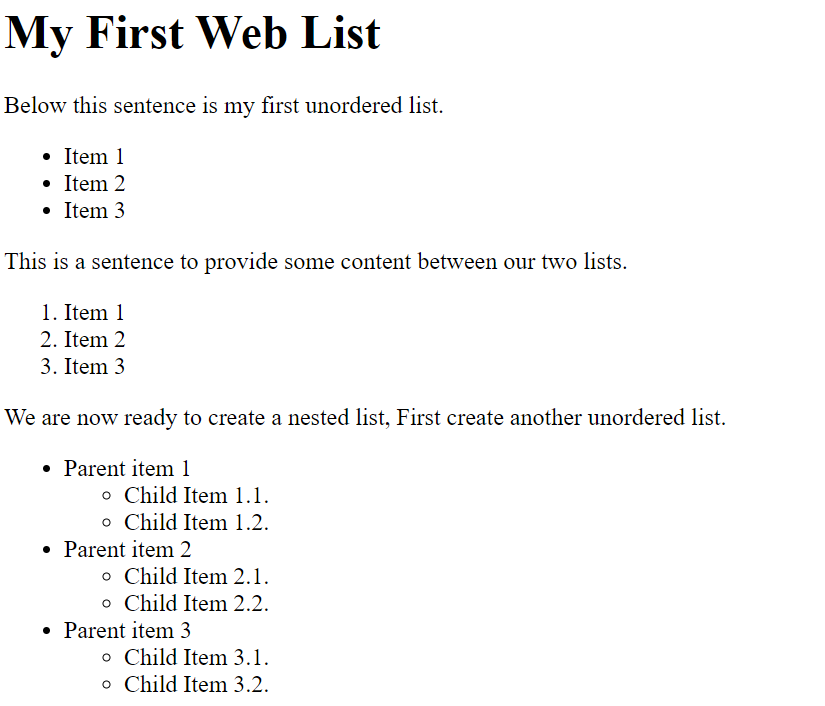 My First Web List
Below this sentence is my first unordered list.
• Item 1
• Item 2
• Item 3
This is a sentence to provide some content between our two lists.
1. Item 1
2. Item 2
3. Item 3
We are now ready to create a nested list, First create another unordered list.
• Parent item 1
◦ Child Item 1.1.
◦ Child Item 1.2.
• Parent item 2
◦ Child Item 2.1.
◦ Child Item 2.2.
• Parent item 3
◦ Child Item 3.1.
◦ Child Item 3.2.